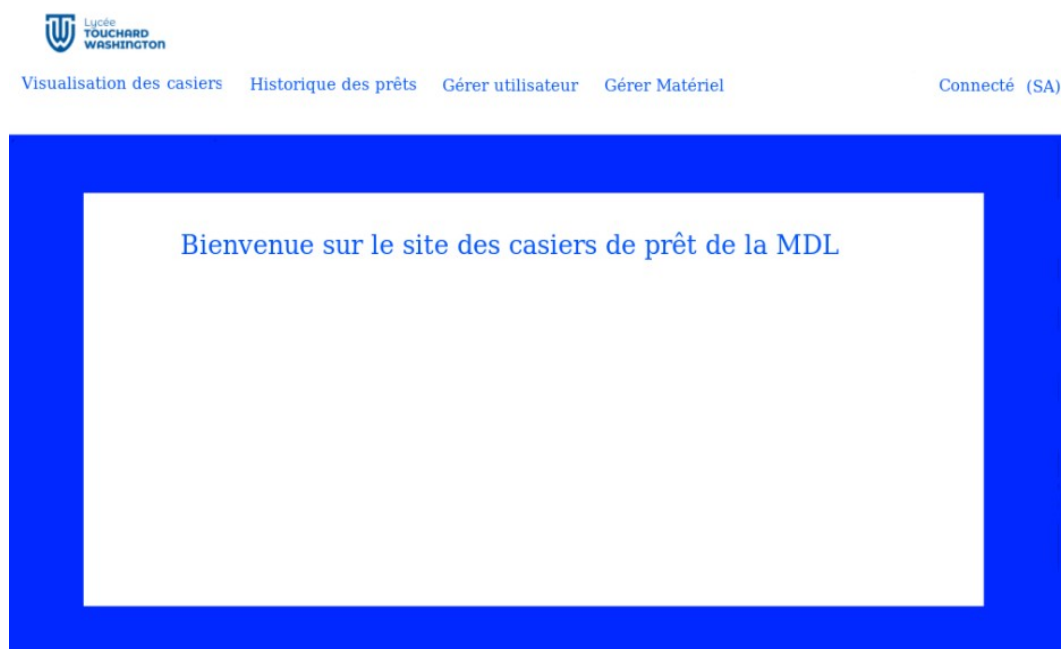 Lycée
TOUCHARD
WASHINGTON
Visualisation des casiers Historique des prêts Gérer utilisateur Gérer Matériel Connecté (SA)
Bienvenue sur le site des casiers de prêt de la MDL